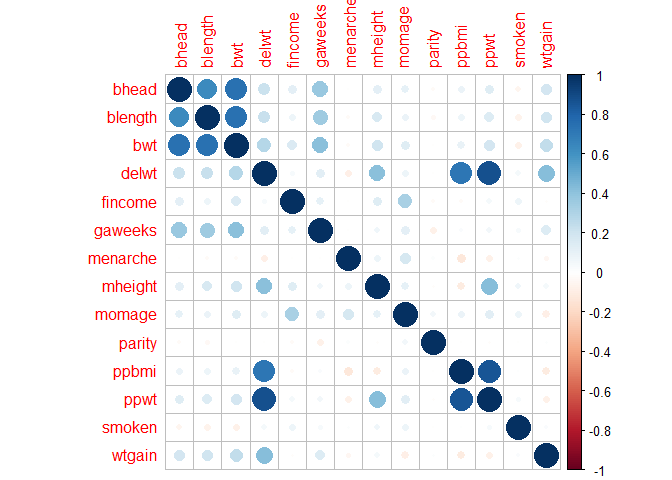 bhead
blength
bwt
delwt
fincome
gaweeks
menarche
mheight
momage
parity
ppbmi
ppwt
smoken
wtgain
bhead
blength
bwt
delwt
fincome
gaweeks
menarche
mheight
momage
parity
ppbmi
ppwt
smoken
wtgain
1
0.8
0.6
0.4
0.2
0
-0.2
-0.4
-0.6
-0.8
-1